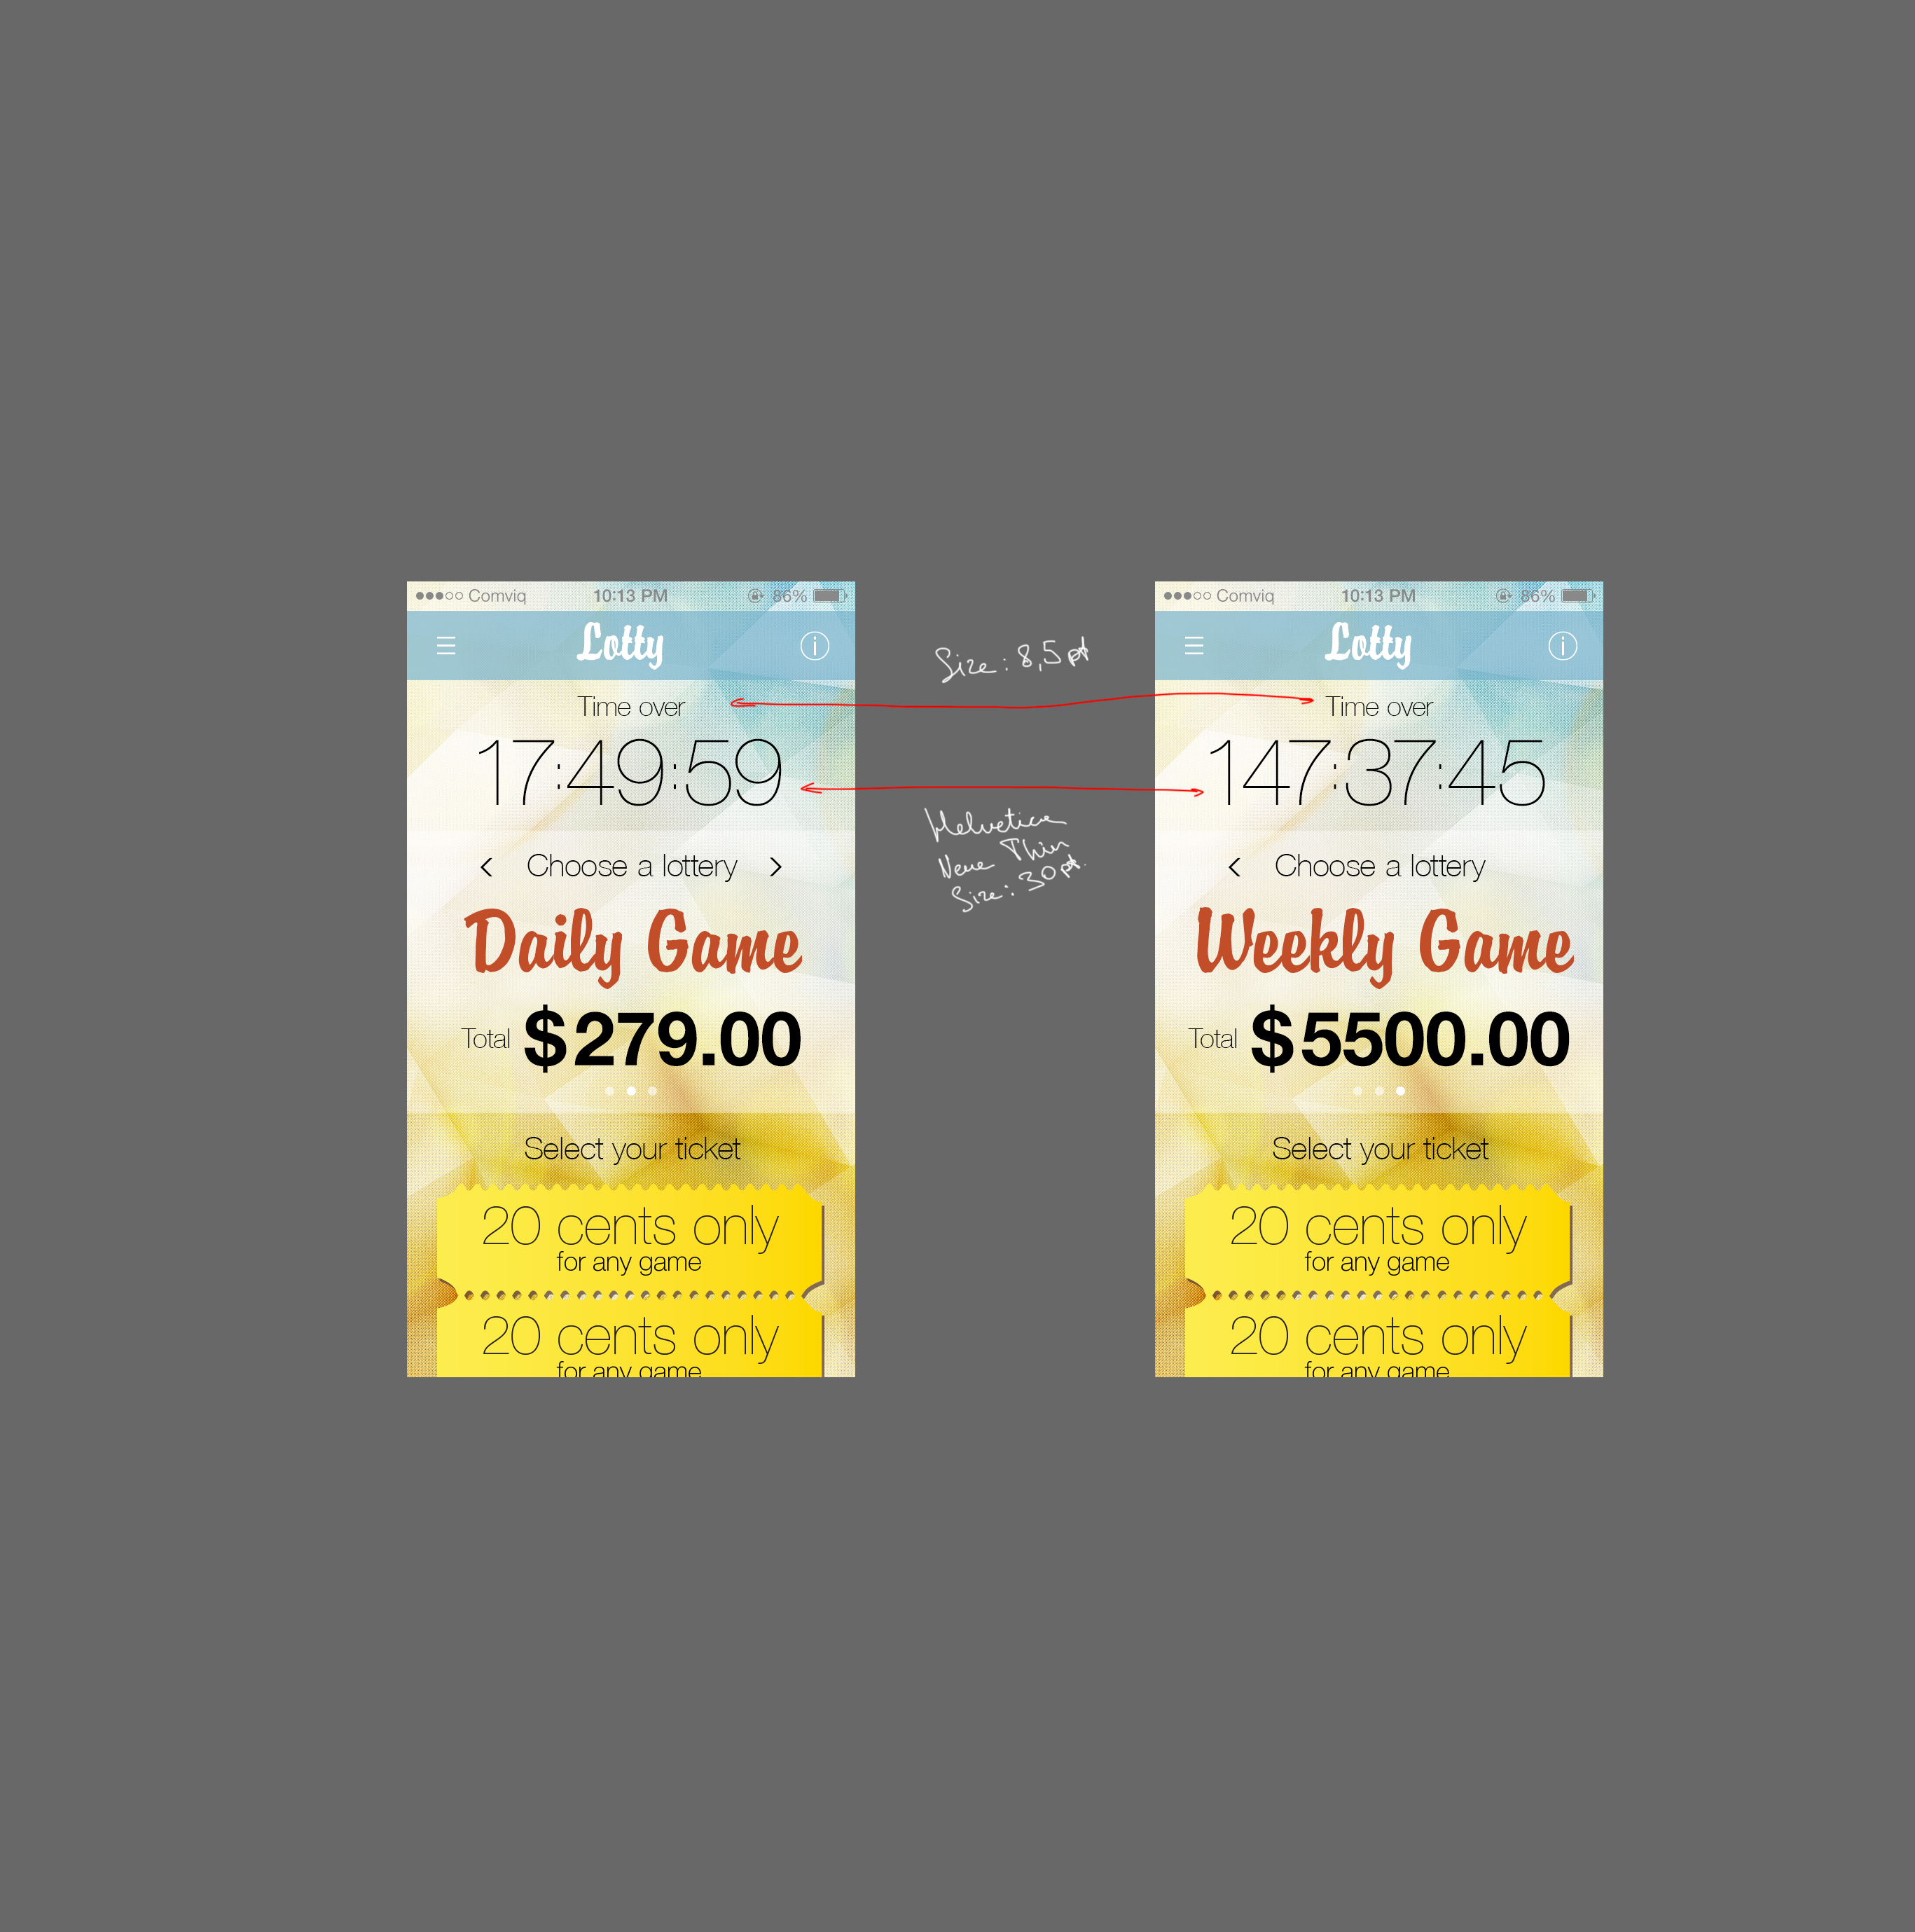 Comviq 10:13 PM 86%
Lotty
Time over
17:49:59
< Choose a lottery >
Daily Game
Total $279.00
Select your ticket
20 cents only
for any game
20 cents only
for any game
Size: 8,5 pt
Helvetica
Neue Thin
Size: 30 pt.
Comviq 10:13 PM 86%
Lotty
Time over
147:37:45
< Choose a lottery
Weekly Game
Total $5500.00
Select your ticket
20 cents only
for any game
20 cents only
for any game